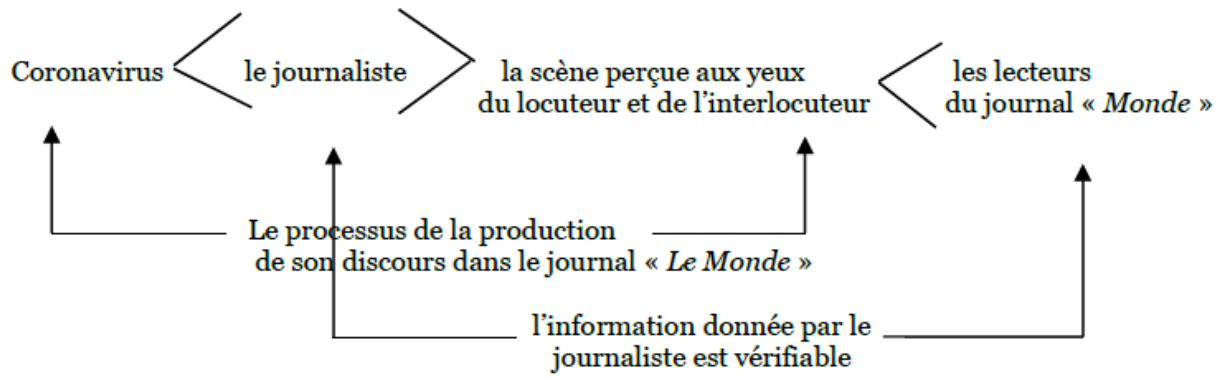 Coronavirus
le journaliste
la scène perçue aux yeux
du locuteur et de l’interlocuteur
les lecteurs
du journal « Monde »
Le processus de la production
de son discours dans le journal « Le Monde »
l’information donnée par le
journaliste est vérifiable